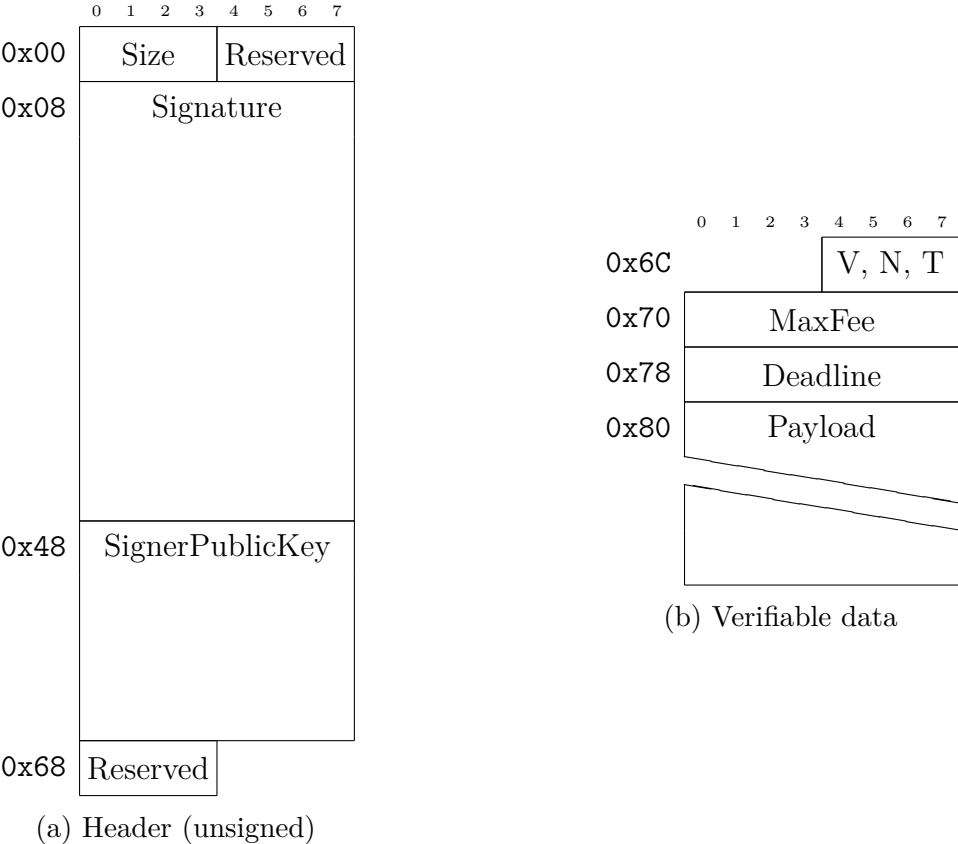 0 1 2 3 4 5 6 7
0x00 Size Reserved
0x08 Signature
0x48 SignerPublicKey
0x68 Reserved
(a) Header (unsigned)
0 1 2 3 4 5 6 7
0x6C V, N, T
0x70 MaxFee
0x78 Deadline
0x80 Payload
(b) Verifiable data